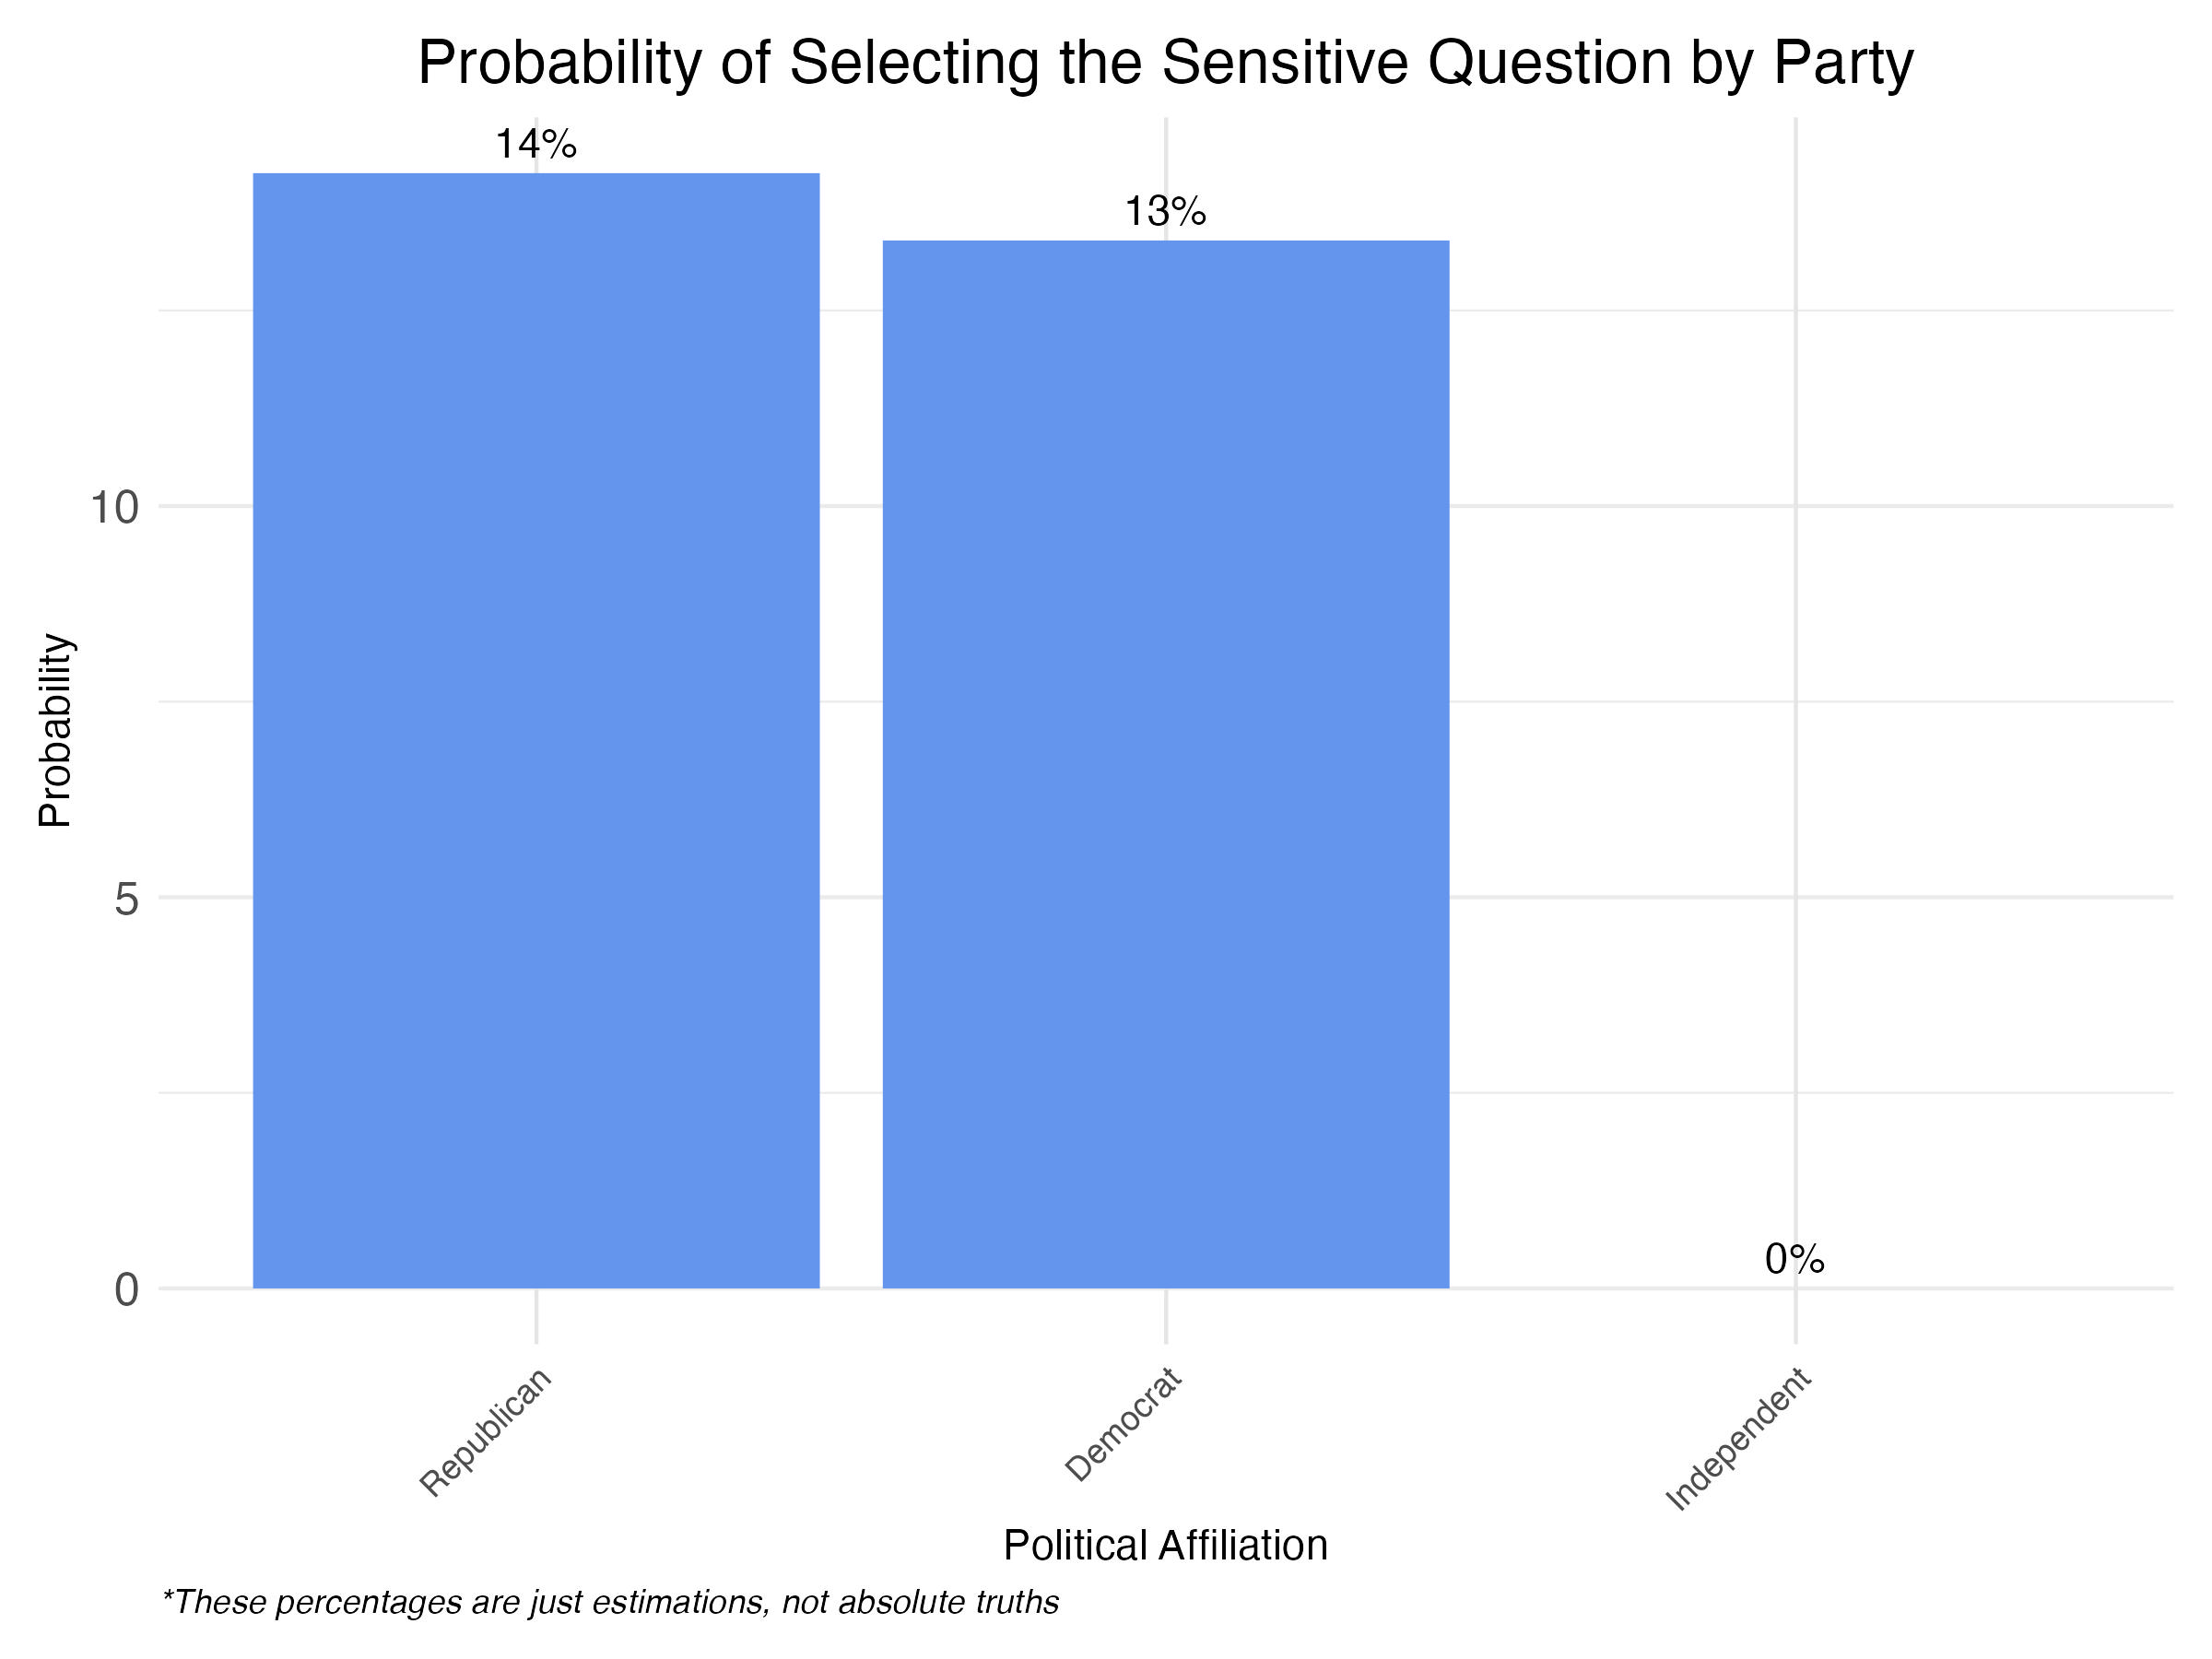 Probability of Selecting the Sensitive Question by Party
14%
13%
10
Probability
5
0%
0
Republican
Democrat
Independent
Political Affiliation
*These percentages are just estimations, not absolute truths